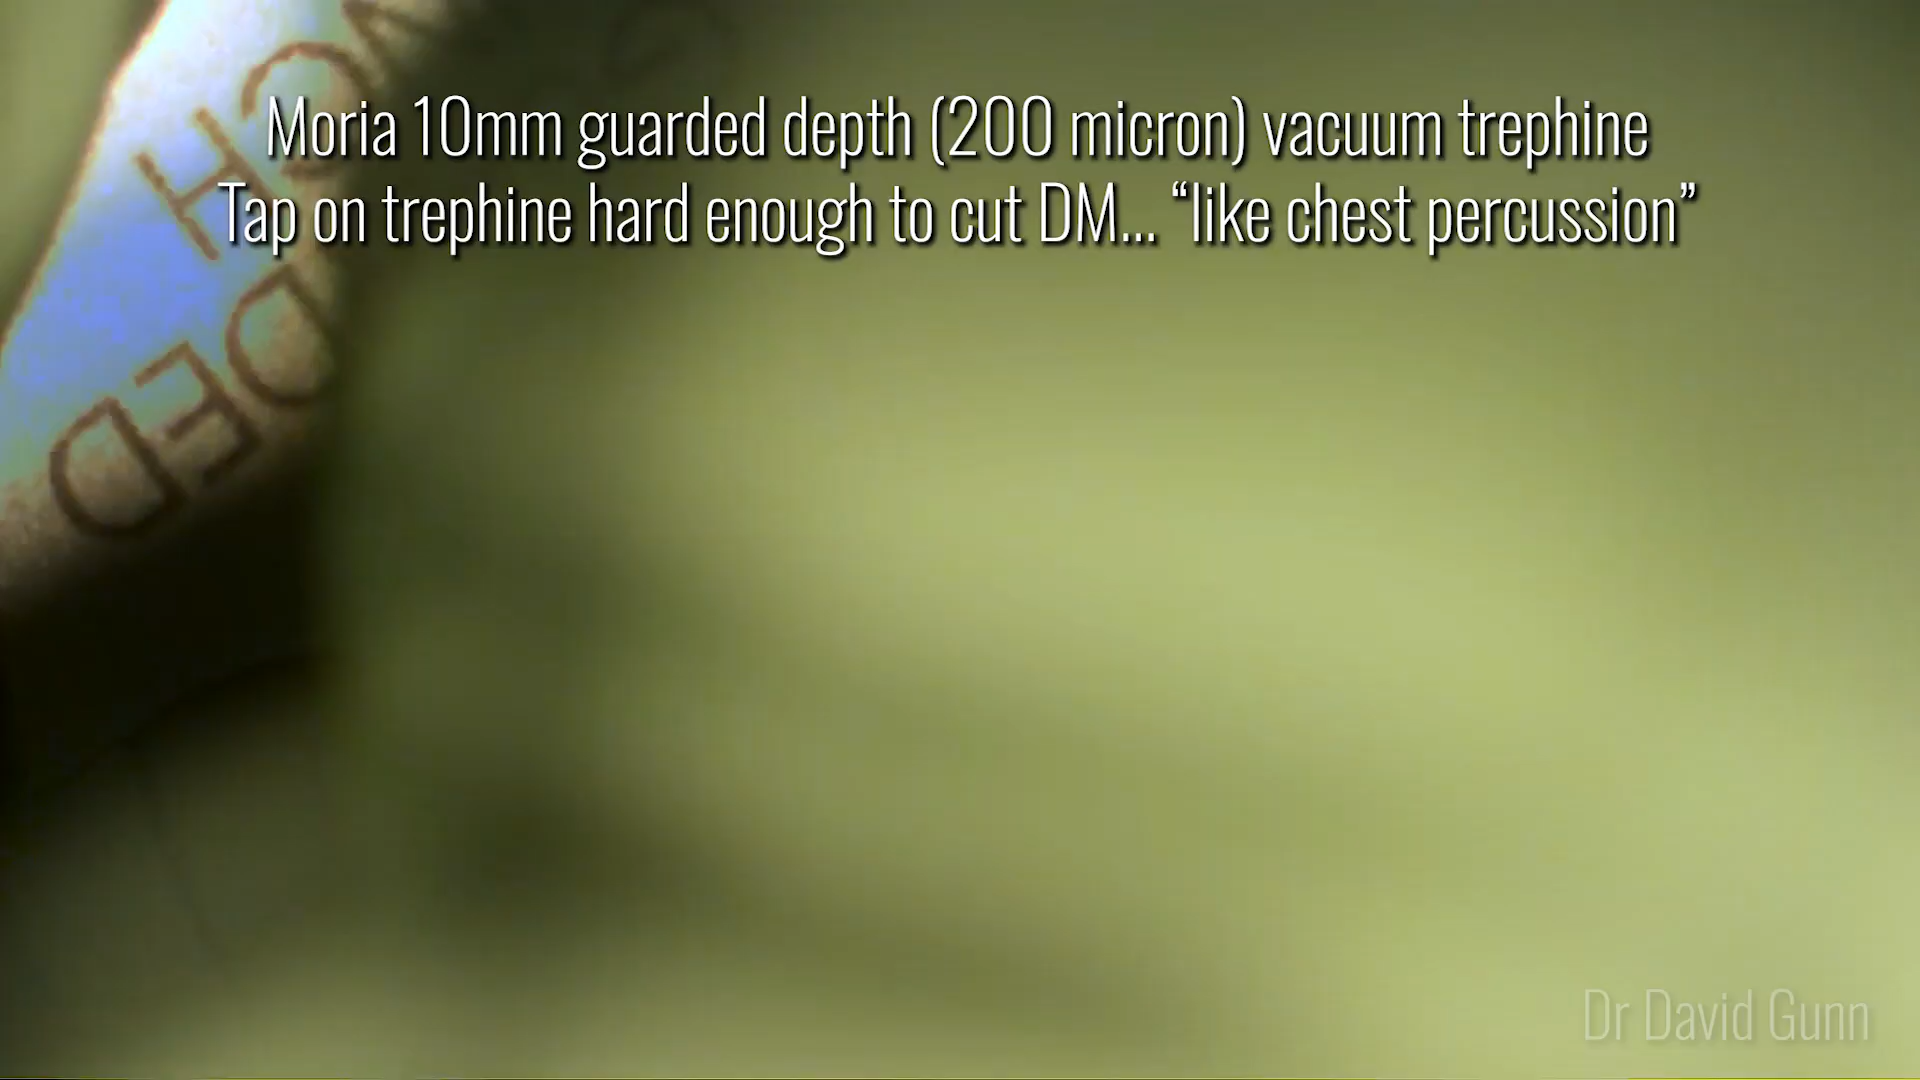 Moria 10mm guarded depth (200 micron) vacuum trephine
Tap on trephine hard enough to cut DM... “like chest percussion”
Dr David Gunn